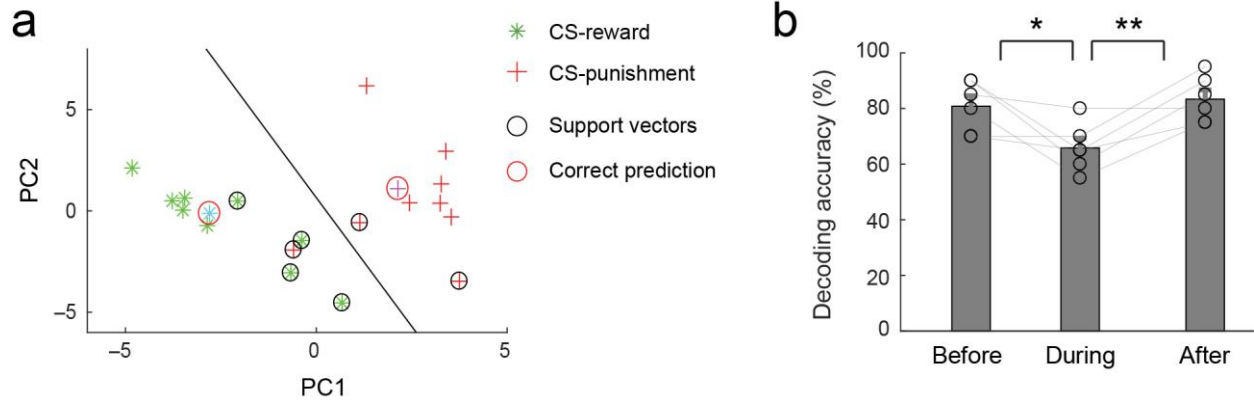 a
CS-reward
CS-punishment
Support vectors
Correct prediction
PC2
5
0
–5
–5
0
5
PC1
b
*
**
Decoding accuracy (%)
100
80
60
40
20
0
Before
During
After